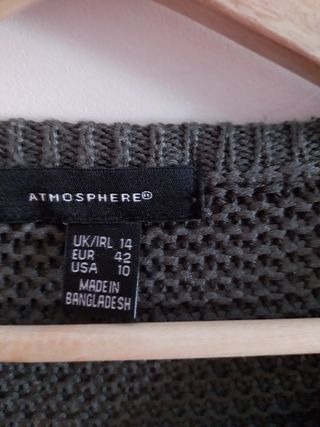 ATMOSPHERE
UK/IRL 14
EUR 42
USA 10
MADE IN
BANGLADESH